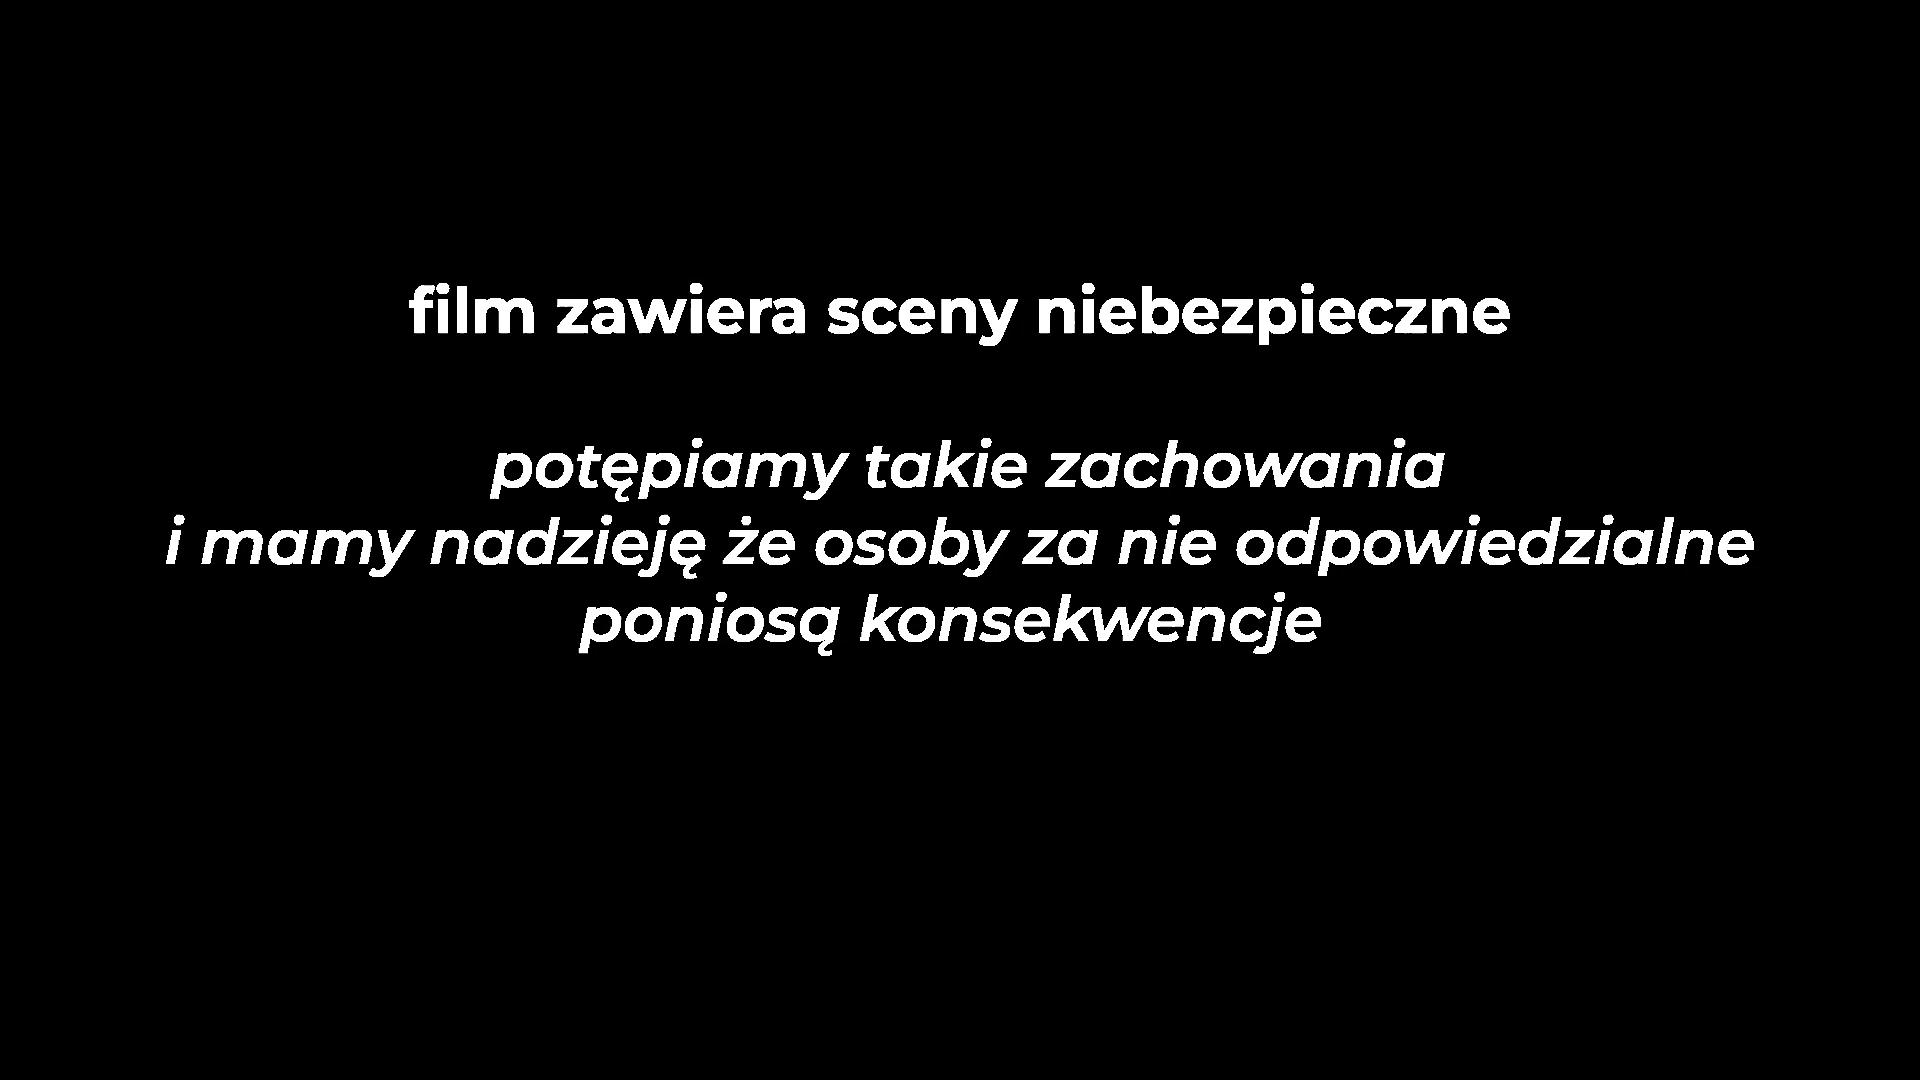 film zawiera sceny niebezpieczne
potępiamy takie zachowania
i mamy nadzieję że osoby za nie odpowiedzialne
poniosą konsekwencje